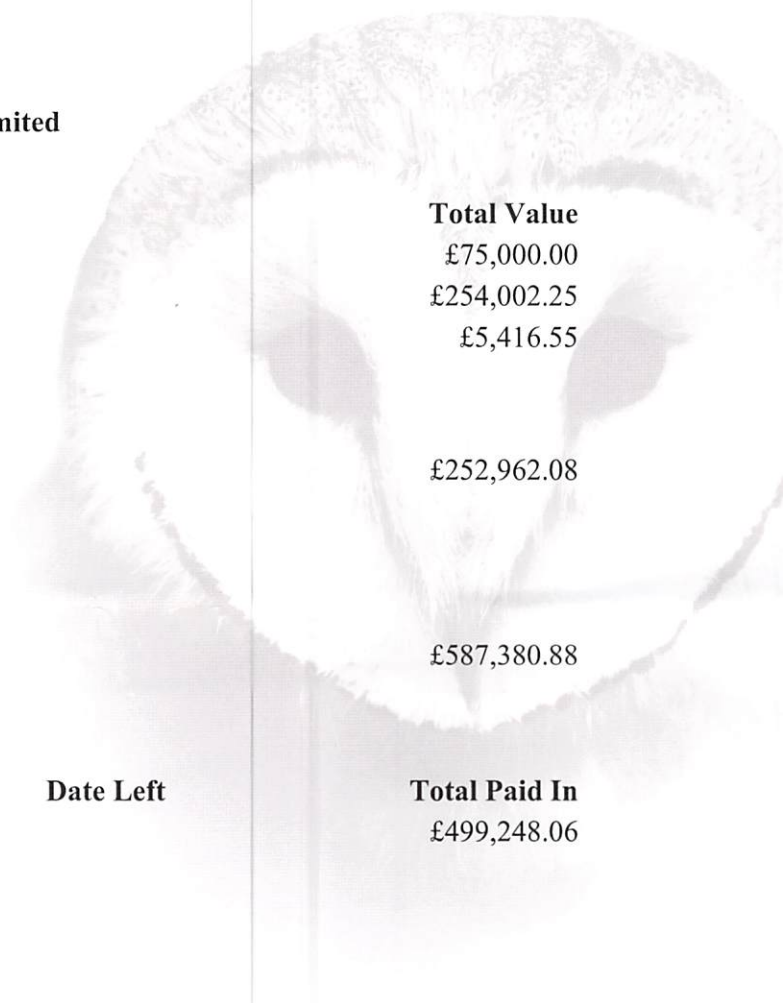 mited
Total Value
£75,000.00
£254,002.25
£5,416.55
£252,962.08
£587,380.88
Date Left Total Paid In
£499,248.06